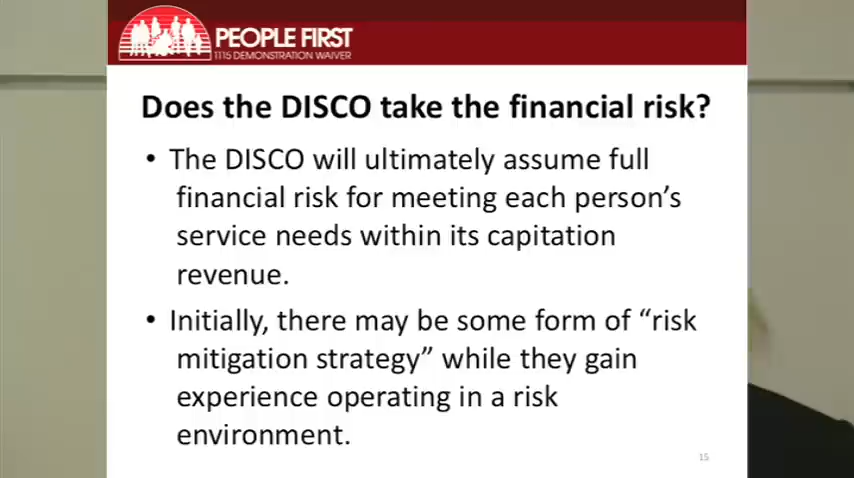 PEOPLE FIRST
1115 DEMONSTRATION WAIVER
Does the DISCO take the financial risk?
• The DISCO will ultimately assume full
financial risk for meeting each person's
service needs within its capitation
revenue.
• Initially, there may be some form of “risk
mitigation strategy” while they gain
experience operating in a risk
environment.
15